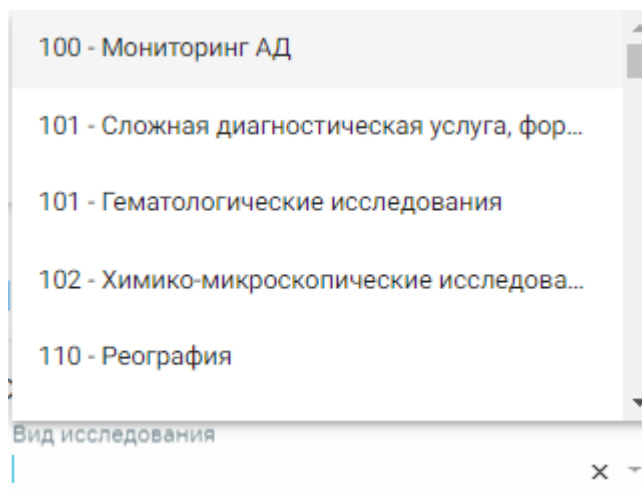 100 - Мониторинг АД
101 - Сложная диагностическая услуга, фор...
101 - Гематологические исследования
102 - Химико-микроскопические исследова...
110 - Реография
Вид исследования